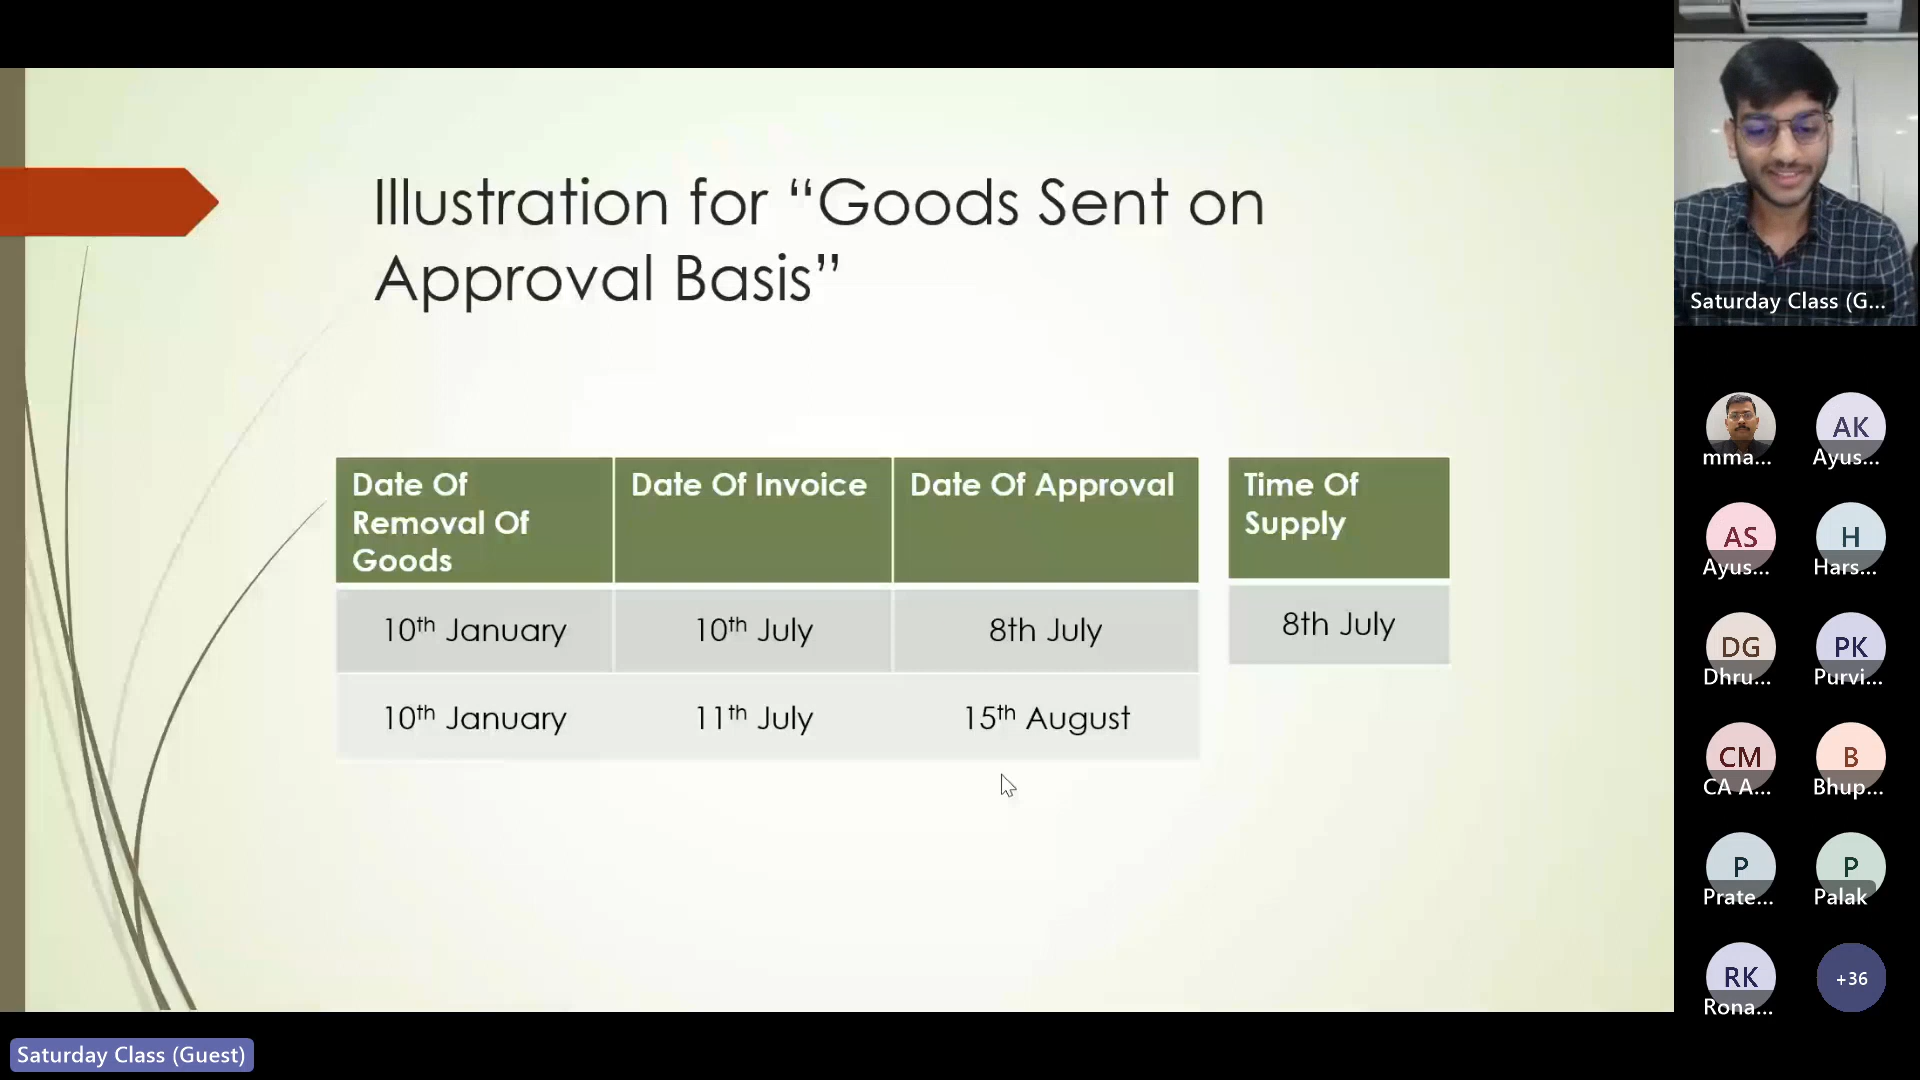 Illustration for “Goods Sent on
Approval Basis”
Date Of
Removal Of
Goods
Date Of Invoice
Date Of Approval
Time Of
Supply
10th January
10th July
8th July
8th July
10th January
11th July
15th August
Saturday Class (G...
mma...
AK
Ayus...
AS
Ayus...
H
Hars...
DG
Dhru...
PK
Purvi...
CM
CA A...
B
Bhup...
P
Prate...
P
Palak
RK
Rona...
+36
Saturday Class (Guest)